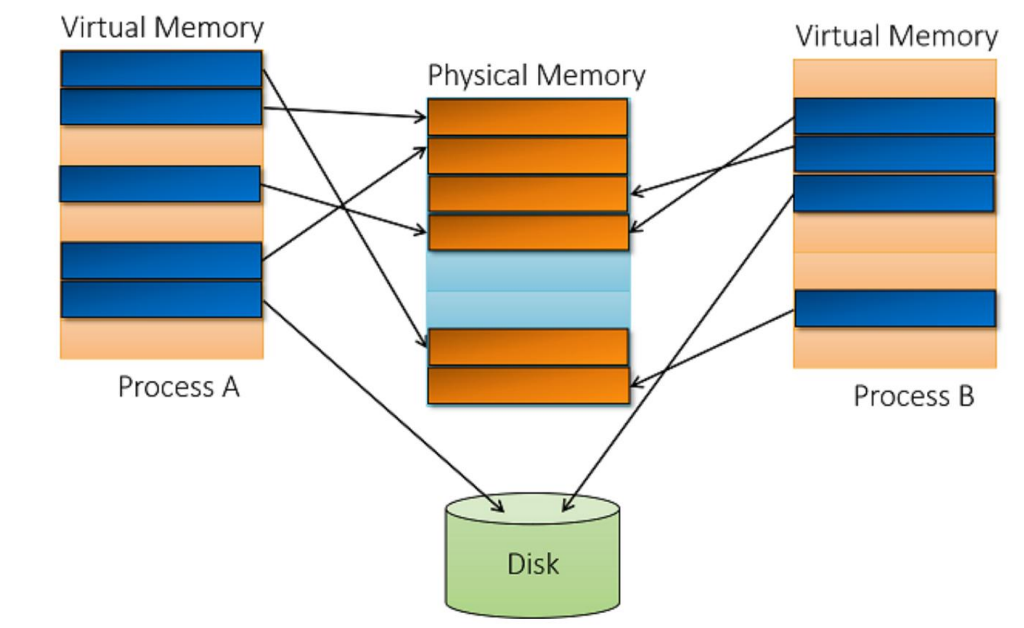 Virtual Memory
Physical Memory
Virtual Memory
Process A
Process B
Disk